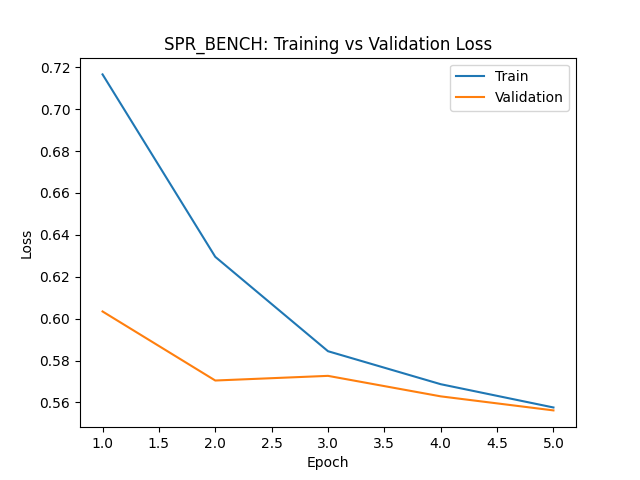 SPR_BENCH: Training vs Validation Loss
Train
Validation
Loss
0.72
0.70
0.68
0.66
0.64
0.62
0.60
0.58
0.56
1.0 1.5 2.0 2.5 3.0 3.5 4.0 4.5 5.0
Epoch